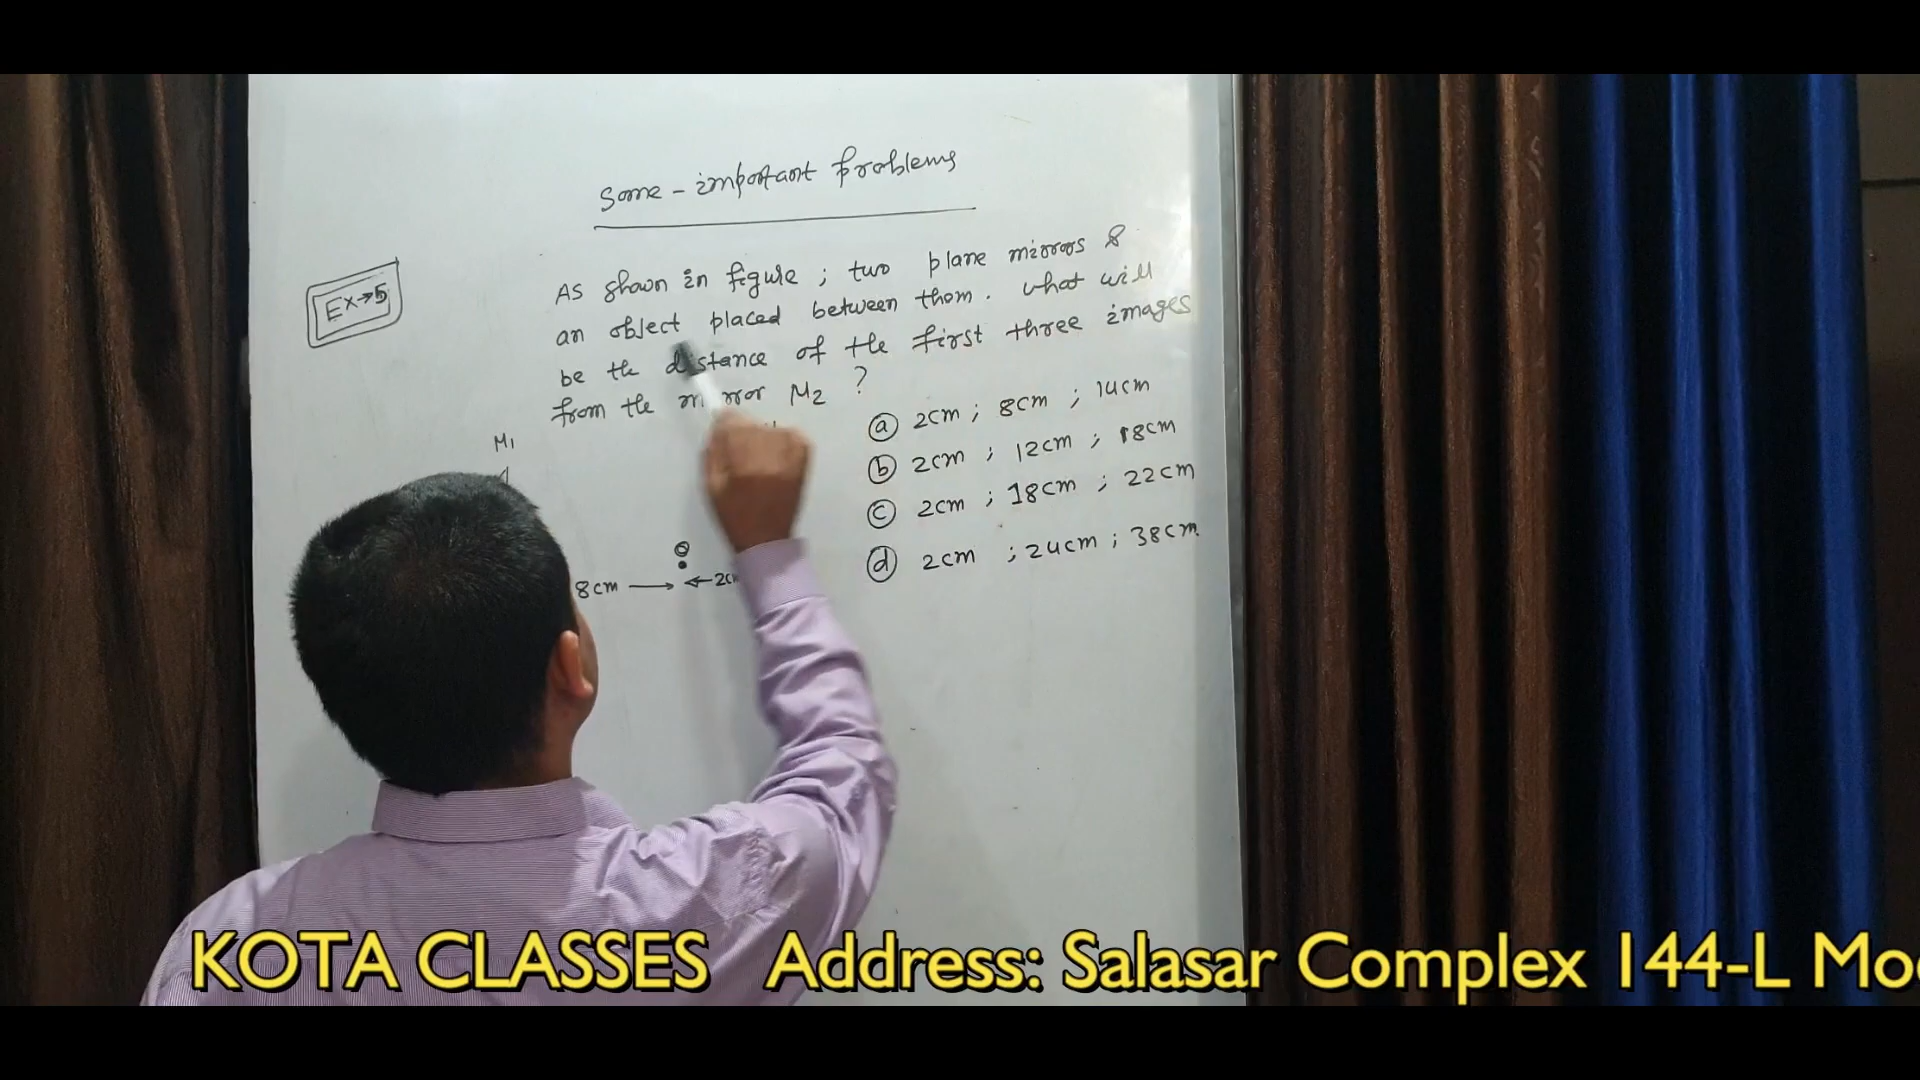 Some - important Problems
Ex→5
As shown in figure ; two plane mirrors &
an object placed between them. What will
be the distance of the first three images
from the mirror M2 ?
(a) 2cm ; 8cm ; 14cm
(b) 2cm ; 12cm ; 18cm
(c) 2cm ; 18cm ; 22cm
(d) 2cm ; 24cm ; 38cm
M1
O
8cm → ←
KOTA CLASSES Address: Salasar Complex 144-L